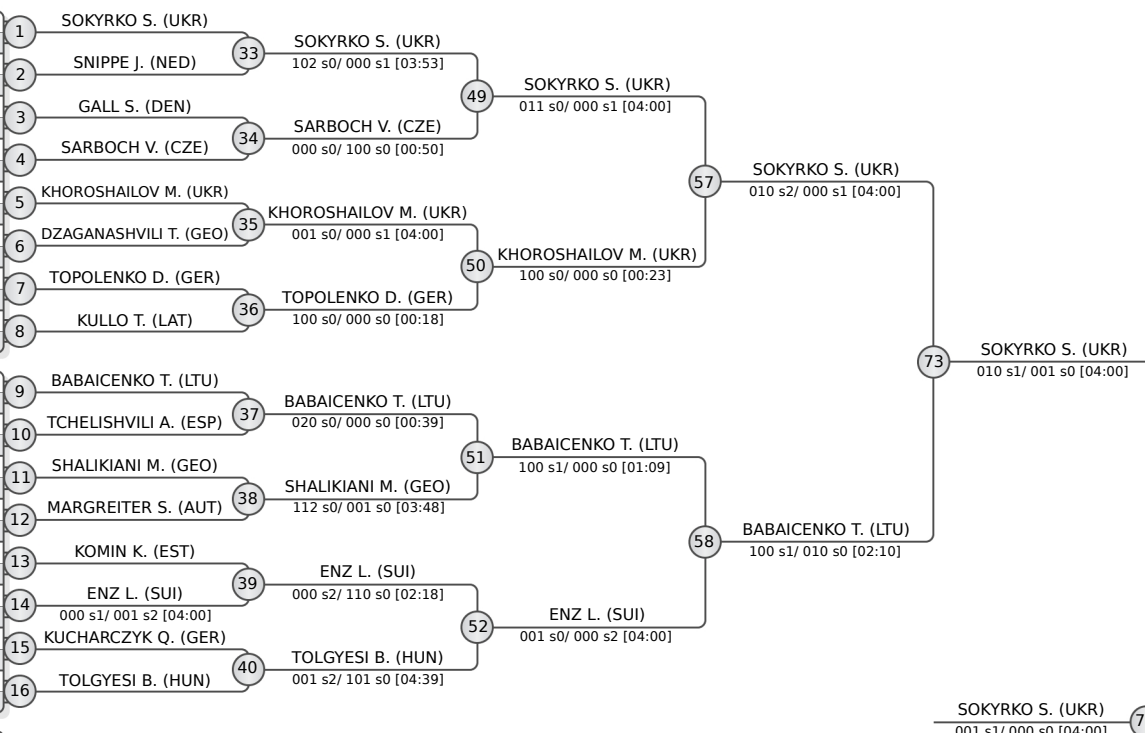 1
SOKYRKO S. (UKR)
2
SNIPPE J. (NED)
33
SOKYRKO S. (UKR)
102 s0/ 000 s1 [03:53]
3
GALL S. (DEN)
4
SARBOCH V. (CZE)
34
SARBOCH V. (CZE)
000 s0/ 100 s0 [00:50]
49
SOKYRKO S. (UKR)
011 s0/ 000 s1 [04:00]
5
KHOROSHAILOV M. (UKR)
6
DZAGANASHVILI T. (GEO)
35
KHOROSHAILOV M. (UKR)
001 s0/ 000 s1 [04:00]
7
TOPOLENKO D. (GER)
8
KULLO T. (LAT)
36
TOPOLENKO D. (GER)
100 s0/ 000 s0 [00:18]
50
KHOROSHAILOV M. (UKR)
100 s0/ 000 s0 [00:23]
57
SOKYRKO S. (UKR)
010 s2/ 000 s1 [04:00]
9
BABAICENKO T. (LTU)
10
TCHELISHVILI A. (ESP)
37
BABAICENKO T. (LTU)
020 s0/ 000 s0 [00:39]
11
SHALIKIANI M. (GEO)
12
MARGREITER S. (AUT)
38
SHALIKIANI M. (GEO)
112 s0/ 001 s0 [03:48]
51
BABAICENKO T. (LTU)
100 s1/ 000 s0 [01:09]
13
KOMIN K. (EST)
14
ENZ L. (SUI)
000 s1/ 001 s2 [04:00]
39
ENZ L. (SUI)
000 s2/ 110 s0 [02:18]
15
KUCHARCZYK Q. (GER)
16
TOLGYESI B. (HUN)
40
TOLGYESI B. (HUN)
001 s2/ 101 s0 [04:39]
52
ENZ L. (SUI)
001 s0/ 000 s2 [04:00]
58
BABAICENKO T. (LTU)
100 s1/ 010 s0 [02:10]
73
SOKYRKO S. (UKR)
010 s1/ 001 s0 [04:00]
SOKYRKO S. (UKR)
001 s1/ 000 s0 [04:00]